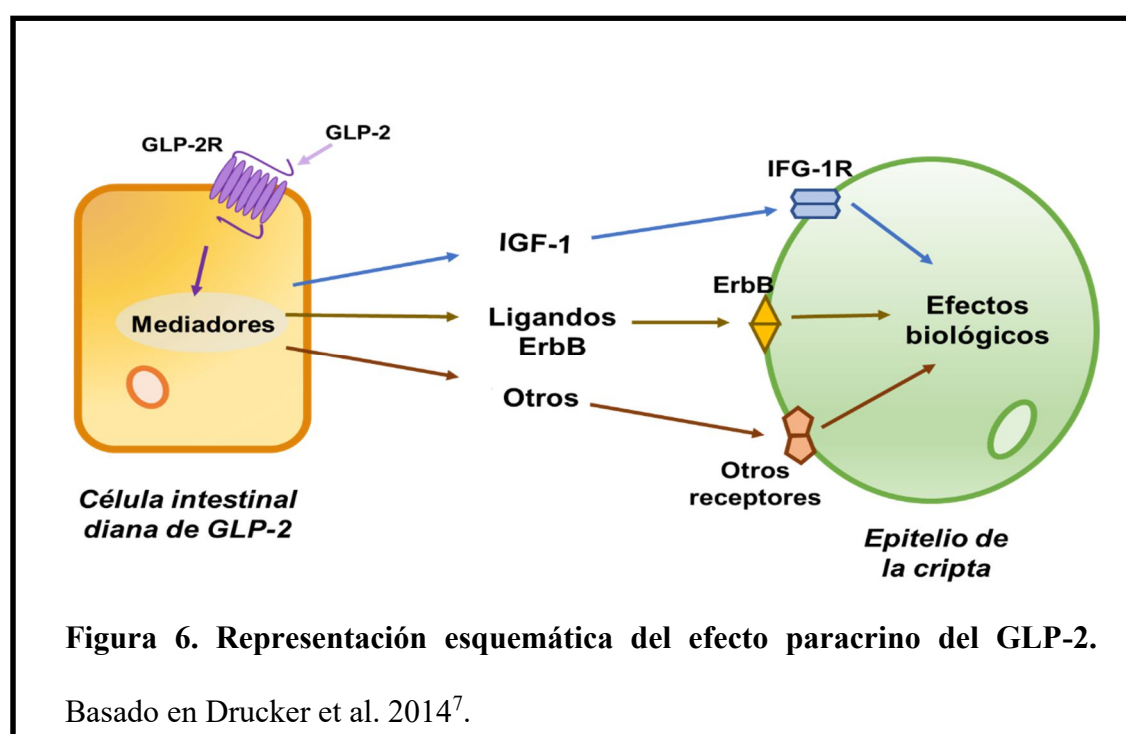 GLP-2R
GLP-2
Mediadores
Célula intestinal
diana de GLP-2
IGF-1
Ligandos
ErbB
Otros
IFG-1R
ErbB
Otros
receptores
Efectos
biológicos
Epitelio de
la cripta
Figura 6. Representación esquemática del efecto paracrino del GLP-2.
Basado en Drucker et al. 2014⁷.